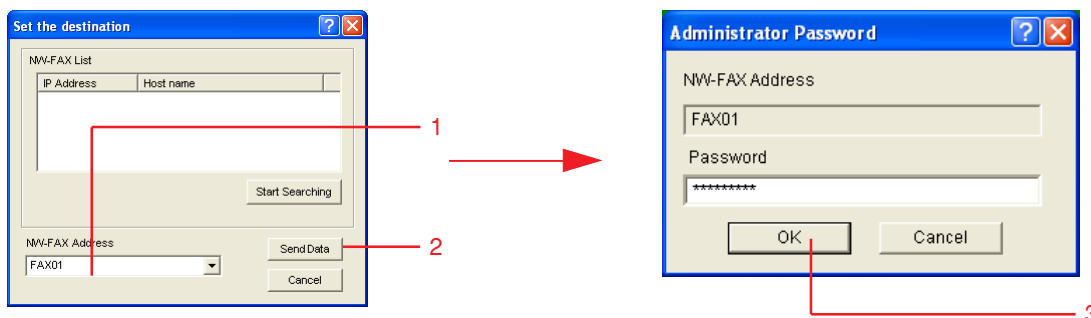 Set the destination
NW-FAX List
IP Address Host name
1
Start Searching
NW-FAX Address
Send Data
2
FAX01
Cancel
Administrator Password
NW-FAX Address
FAX01
Password
*********
OK Cancel
3